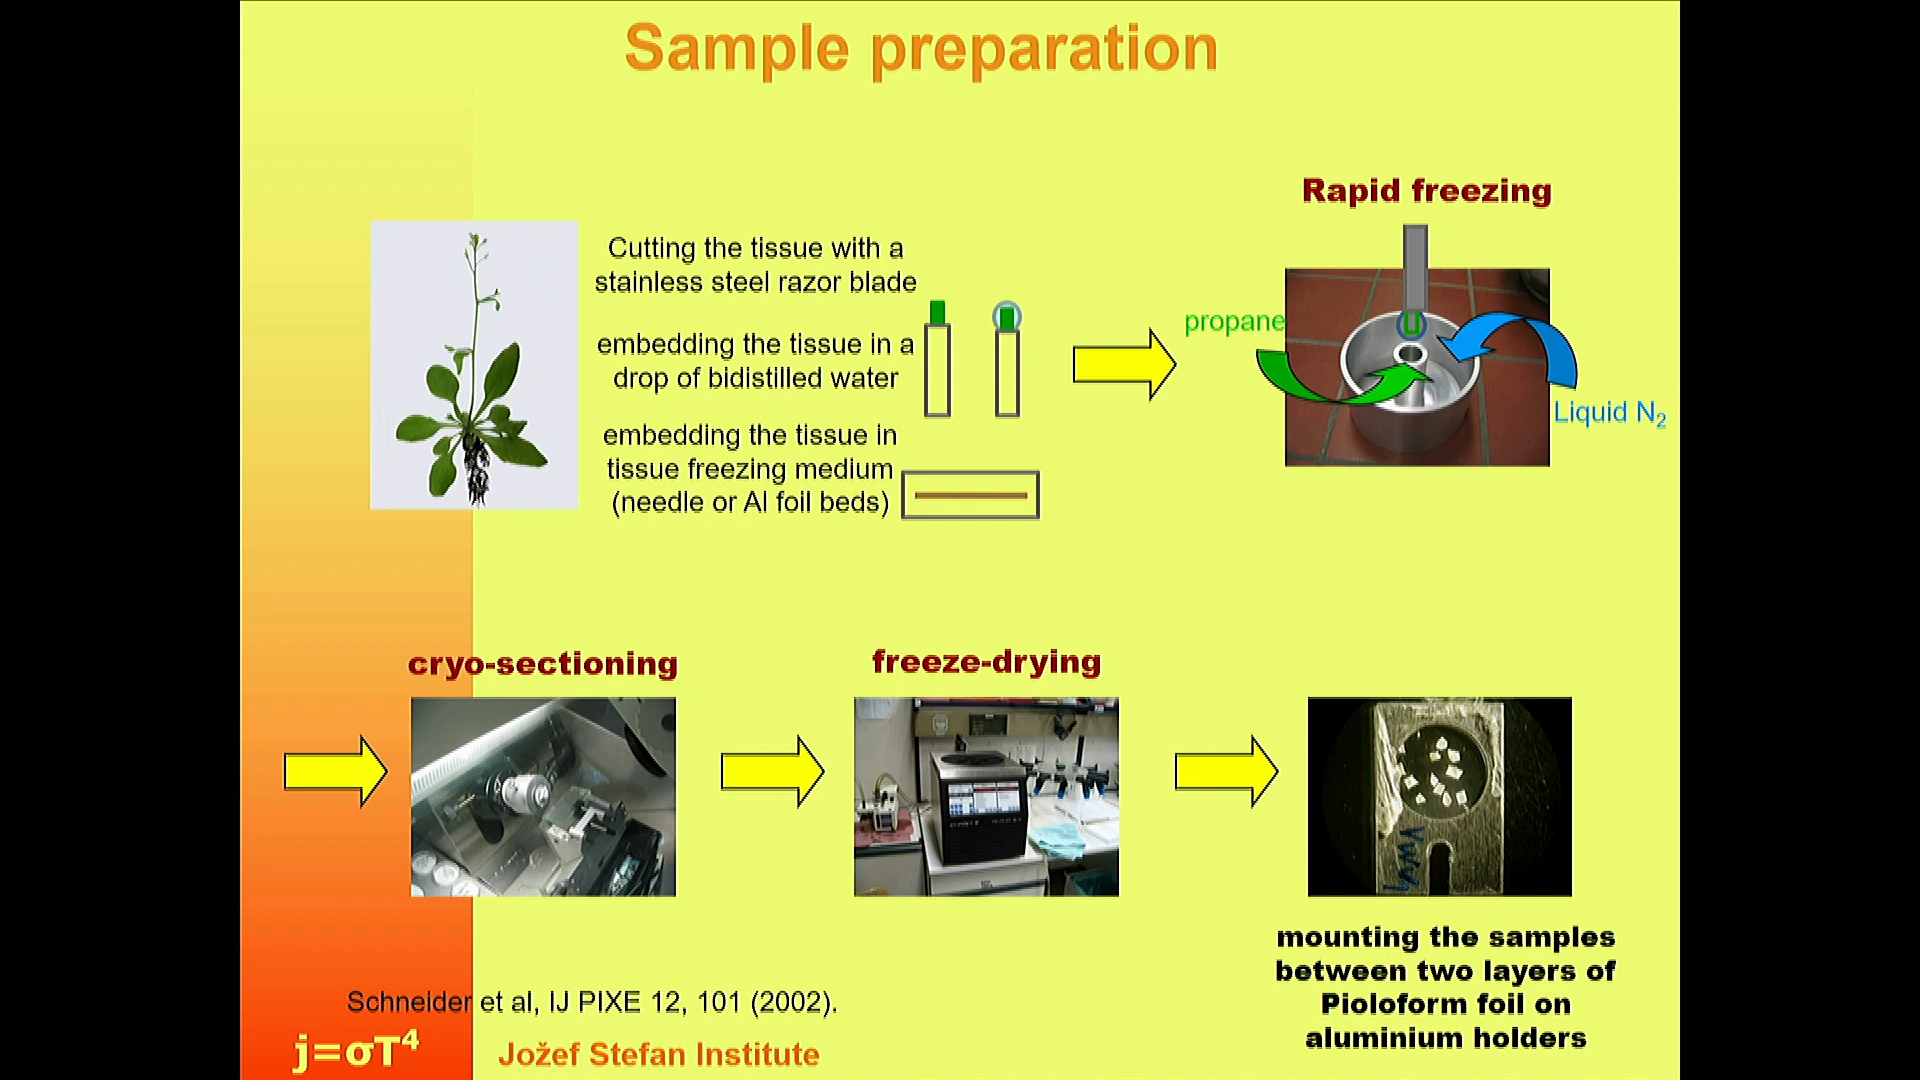 Sample preparation
Rapid freezing
Cutting the tissue with a
stainless steel razor blade
embedding the tissue in a
drop of bidistilled water
embedding the tissue in
tissue freezing medium
(needle or Al foil beds)
propane
Liquid N₂
cryo-sectioning
freeze-drying
mounting the samples
between two layers of
Pioloform foil on
aluminium holders
Schneider et al, IJ PIXE 12, 101 (2002).
j=σT⁴
Jožef Stefan Institute